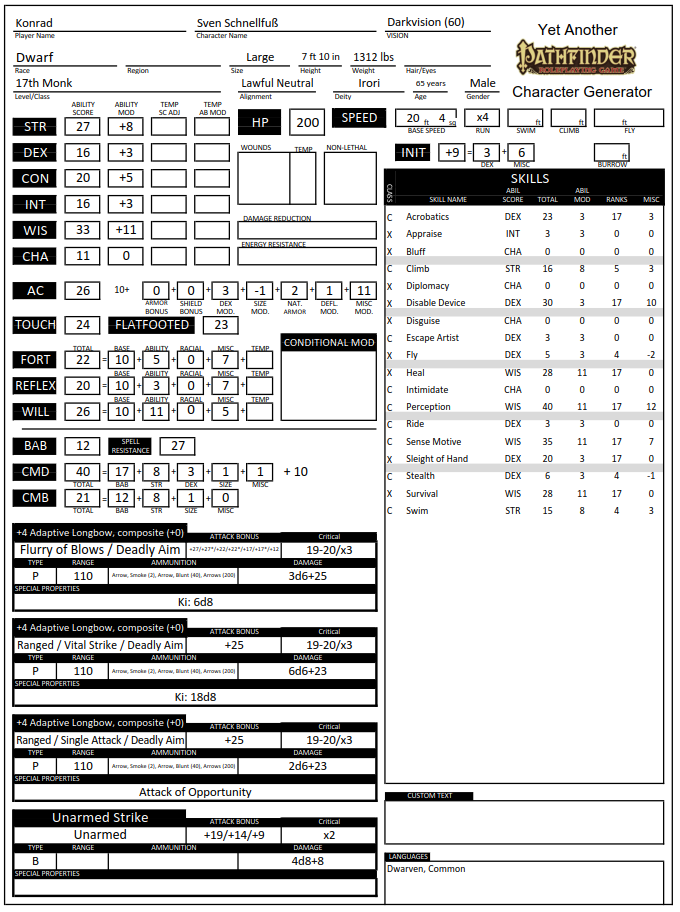 Konrad Sven Schnellfuß Darkvision (60)
Player Name Character Name VISION
Yet Another
PATHFINDER
ROLEPLAYING GAME
Character Generator
Dwarf Large 7 ft 10 in 1312 lbs
Race Region Size Height Weight Hair/Eyes
17th Monk Lawful Neutral Irori 65 years Male
Level/Class Alignment Deity Age Gender
ABILITY SCORE ABILITY MOD TEMP SC ADJ TEMP AB MOD
STR 27 +8
DEX 16 +3
CON 20 +5
INT 16 +3
WIS 33 +11
CHA 11 0
HP 200
WOUNDS TEMP NON-LETHAL
DAMAGE REDUCTION
ENERGY RESISTANCE
SPEED 20 ft 4 sq x4 ft ft ft
BASE SPEED RUN SWIM CLIMB FLY
INIT +9 = 3 + 6 ft
DEX MISC BURROW
AC 26 10+ 0 + 0 + 3 + -1 + 2 + 1 + 11
ARMOR BONUS SHIELD BONUS DEX MOD. SIZE MOD. NAT. ARMOR DEFL. MOD. MISC MOD.
TOUCH 24 FLATFOOTED 23
TOTAL BASE ABILITY RACIAL MISC TEMP
FORT 22 = 10 + 5 + 0 + 7 +
BASE ABILITY RACIAL MISC TEMP
REFLEX 20 = 10 + 3 + 0 + 7 +
BASE ABILITY RACIAL MISC TEMP
WILL 26 = 10 + 11 + 0 + 5 +
CONDITIONAL MOD
BAB 12 SPELL RESISTANCE 27
CMD 40 = 17 + 8 + 3 + 1 + 1 + 10
TOTAL BAB STR DEX SIZE MISC
CMB 21 = 12 + 8 + 1 + 0
TOTAL BAB STR SIZE MISC
+4 Adaptive Longbow, composite (+0) ATTACK BONUS Critical
Flurry of Blows / Deadly Aim +27/+27*/+22/+22*/+17/+17*/+12 19-20/x3
TYPE RANGE AMMUNITION DAMAGE
P 110 Arrow, Smoke (2), Arrow, Blunt (40), Arrows (200) 3d6+25
SPECIAL PROPERTIES
Ki: 6d8
+4 Adaptive Longbow, composite (+0) ATTACK BONUS Critical
Ranged / Vital Strike / Deadly Aim +25 19-20/x3
TYPE RANGE AMMUNITION DAMAGE
P 110 Arrow, Smoke (2), Arrow, Blunt (40), Arrows (200) 6d6+23
SPECIAL PROPERTIES
Ki: 18d8
+4 Adaptive Longbow, composite (+0) ATTACK BONUS Critical
Ranged / Single Attack / Deadly Aim +25 19-20/x3
TYPE RANGE AMMUNITION DAMAGE
P 110 Arrow, Smoke (2), Arrow, Blunt (40), Arrows (200) 2d6+23
SPECIAL PROPERTIES
Attack of Opportunity
Unarmed Strike ATTACK BONUS Critical
Unarmed +19/+14/+9 x2
TYPE RANGE AMMUNITION DAMAGE
B 4d8+8
SPECIAL PROPERTIES
SKILLS
CLASS SKILL NAME ABIL SCORE TOTAL ABIL MOD RANKS MISC
C Acrobatics DEX 23 3 17 3
X Appraise INT 3 3 0 0
X Bluff CHA 0 0 0 0
C Climb STR 16 8 5 3
X Diplomacy CHA 0 0 0 0
X Disable Device DEX 30 3 17 10
X Disguise CHA 0 0 0 0
C Escape Artist DEX 3 3 0 0
X Fly DEX 5 3 4 -2
X Heal WIS 28 11 17 0
C Intimidate CHA 0 0 0 0
C Perception WIS 40 11 17 12
C Ride DEX 3 3 0 0
C Sense Motive WIS 35 11 17 7
X Sleight of Hand DEX 20 3 17 0
C Stealth DEX 6 3 4 -1
X Survival WIS 28 11 17 0
C Swim STR 15 8 4 3
CUSTOM TEXT
LANGUAGES
Dwarven, Common